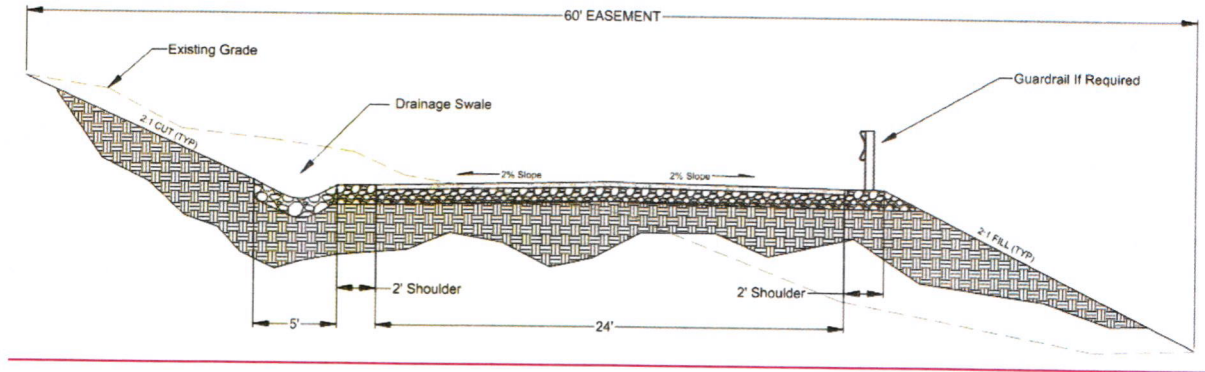 60' EASEMENT
Existing Grade
Guardrail If Required
Drainage Swale
2:1 CUT (TYP)
2% Slope
2% Slope
2:1 FILL (TYP)
2' Shoulder
2' Shoulder
5'
24'